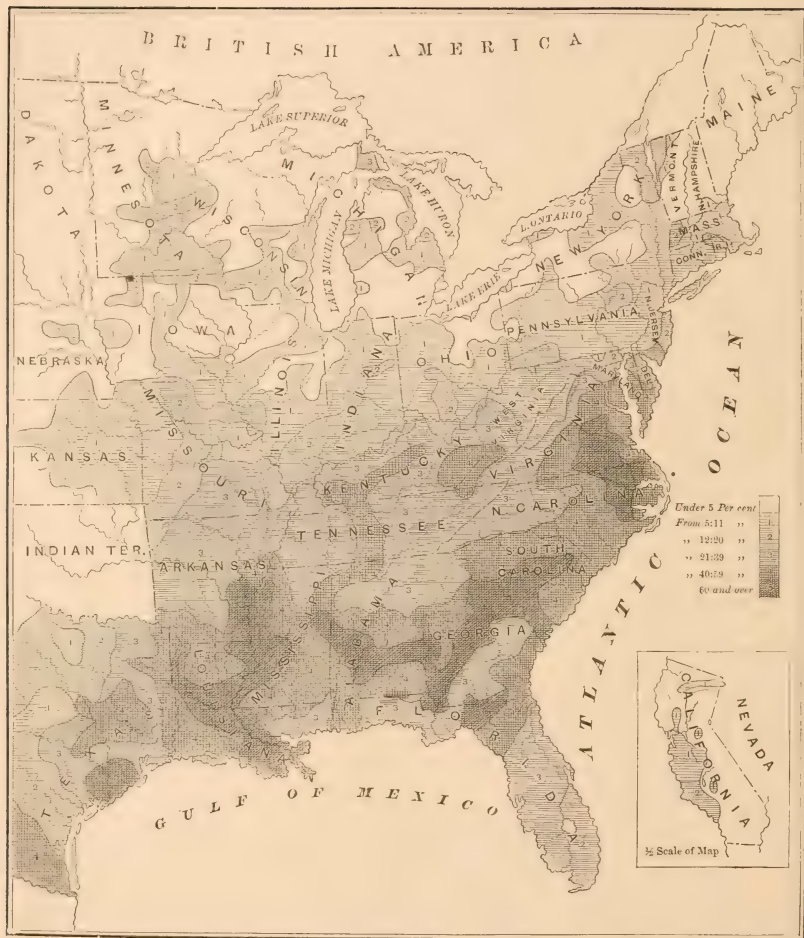 BRITISH AMERICA
MAINE
DAKOTA
MINNESOTA
LAKE SUPERIOR
MICHIGAN
WISCONSIN
LAKE MICHIGAN
LAKE HURON
L. ONTARIO
LAKE ERIE
NEW YORK
VERMONT
N. HAMPSHIRE
MASS
CONN.
R.I.
IOWA
NEBRASKA
ILLINOIS
INDIANA
OHIO
PENNSYLVANIA
N. JERSEY
DEL
MARYLAND
WEST VIRGINIA
VIRGINIA
KANSAS
MISSOURI
KENTUCKY
TENNESSEE
N. CAROLINA
INDIAN TER.
ARKANSAS
SOUTH CAROLINA
MISSISSIPPI
ALABAMA
GEORGIA
LOUISIANA
TEXAS
FLORIDA
GULF OF MEXICO
ATLANTIC OCEAN
Under 5 Per cent
From 5:11 „
1
„ 12:20 „
2
„ 21:39 „
„ 40:59 „
60 and over
CALIFORNIA
NEVADA
½ Scale of Map